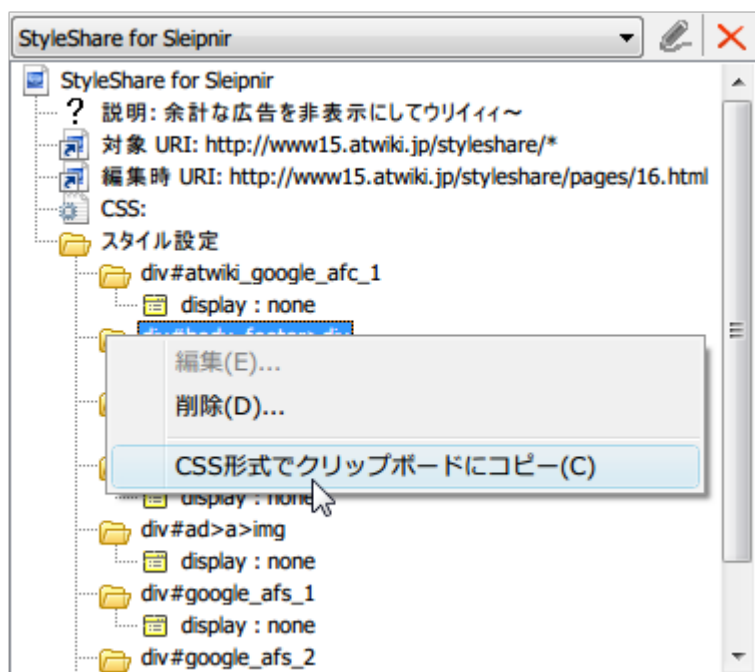 StyleShare for Sleipnir
StyleShare for Sleipnir
説明: 余計な広告を非表示にしてウリイィィ～
対象 URI: http://www15.atwiki.jp/styleshare/*
編集時 URI: http://www15.atwiki.jp/styleshare/pages/16.html
CSS:
スタイル設定
div#atwiki_google_afc_1
display : none
div#body_footer>div
編集(E)...
削除(D)...
CSS形式でクリップボードにコピー(C)
display : none
div#ad>a>img
display : none
div#google_afs_1
display : none
div#google_afs_2